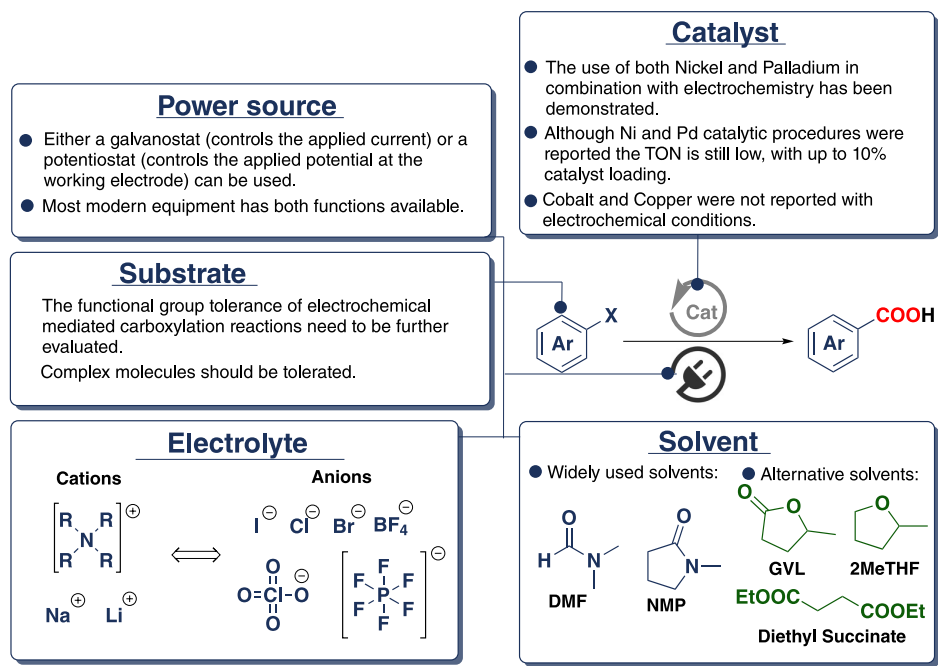 Catalyst
The use of both Nickel and Palladium in
combination with electrochemistry has been
demonstrated.
Although Ni and Pd catalytic procedures were
reported the TON is still low, with up to 10%
catalyst loading.
Cobalt and Copper were not reported with
electrochemical conditions.
Power source
Either a galvanostat (controls the applied current) or a
potentiostat (controls the applied potential at the
working electrode) can be used.
Most modern equipment has both functions available.
Substrate
The functional group tolerance of electrochemical
mediated carboxylation reactions need to be further
evaluated.
Complex molecules should be tolerated.
Ar
X
Cat
Ar
COOH
Electrolyte
Cations
R R
N
R R
⊕
Na⊕ Li⊕
Anions
I⊖ Cl⊖ Br⊖ BF₄⊖
O
O=Cl-O⊖
O
F
F F
P
F F
F
⊖
Solvent
Widely used solvents:
O
H N
DMF
O
N
NMP
Alternative solvents:
O O
GVL
O
2MeTHF
EtOOC
COOEt
Diethyl Succinate